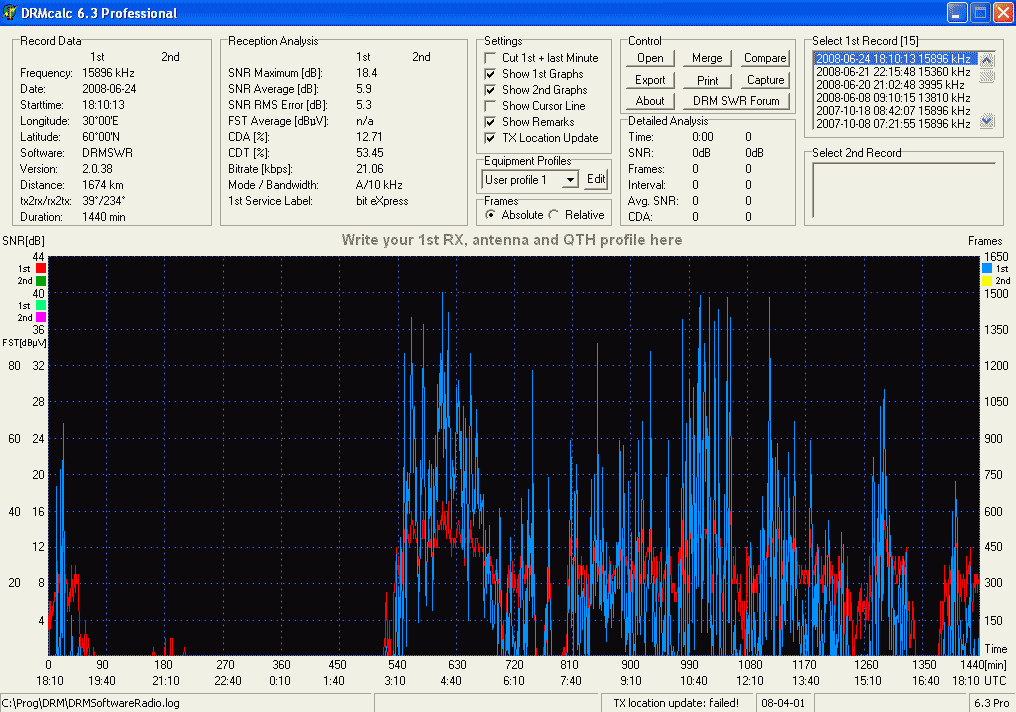 DRMcalc 6.3 Professional
Record Data
1st 2nd
Frequency: 15896 kHz
Date: 2008-06-24
Starttime: 18:10:13
Longitude: 30°00'E
Latitude: 60°00'N
Software: DRMSWR
Version: 2.0.38
Distance: 1674 km
tx2rx/rx2tx: 39°/234°
Duration: 1440 min
Reception Analysis
1st 2nd
SNR Maximum [dB]: 18.4
SNR Average [dB]: 5.9
SNR RMS Error [dB]: 5.3
FST Average [dBµV]: n/a
CDA [%]: 12.71
CDT [%]: 53.45
Bitrate [kbps]: 21.06
Mode / Bandwidth: A/10 kHz
1st Service Label: bit eXpress
Settings
Cut 1st + last Minute
Show 1st Graphs
Show 2nd Graphs
Show Cursor Line
Show Remarks
TX Location Update
Equipment Profiles
User profile 1 Edit
Frames
Absolute Relative
Control
Open Merge Compare
Export Print Capture
About DRM SWR Forum
Detailed Analysis
Time: 0:00 0
SNR: 0dB 0dB
Frames: 0 0
Interval: 0 0
Avg. SNR: 0 0
CDA: 0 0
Select 1st Record [15]
2008-06-24 18:10:13 15896 kHz
2008-06-21 22:15:48 15360 kHz
2008-06-20 21:02:48 3995 kHz
2008-06-08 09:10:15 13810 kHz
2007-10-18 08:42:07 15896 kHz
2007-10-08 07:21:55 15896 kHz
Select 2nd Record
SNR[dB] Write your 1st RX, antenna and QTH profile here Frames
44 1650
1st 1st
2nd 2nd
40 1500
1st
2nd
36 1350
FST[dBµV]
80 32 1200
28 1050
60 24 900
20 750
40 16 600
12 450
20 8 300
4 150
Time
0 90 180 270 360 450 540 630 720 810 900 990 1080 1170 1260 1350 1440[min]
18:10 19:40 21:10 22:40 0:10 1:40 3:10 4:40 6:10 7:40 9:10 10:40 12:10 13:40 15:10 16:40 18:10 UTC
C:\Prog\DRM\DRMSoftwareRadio.log TX location update: failed! 08-04-01 6.3 Pro